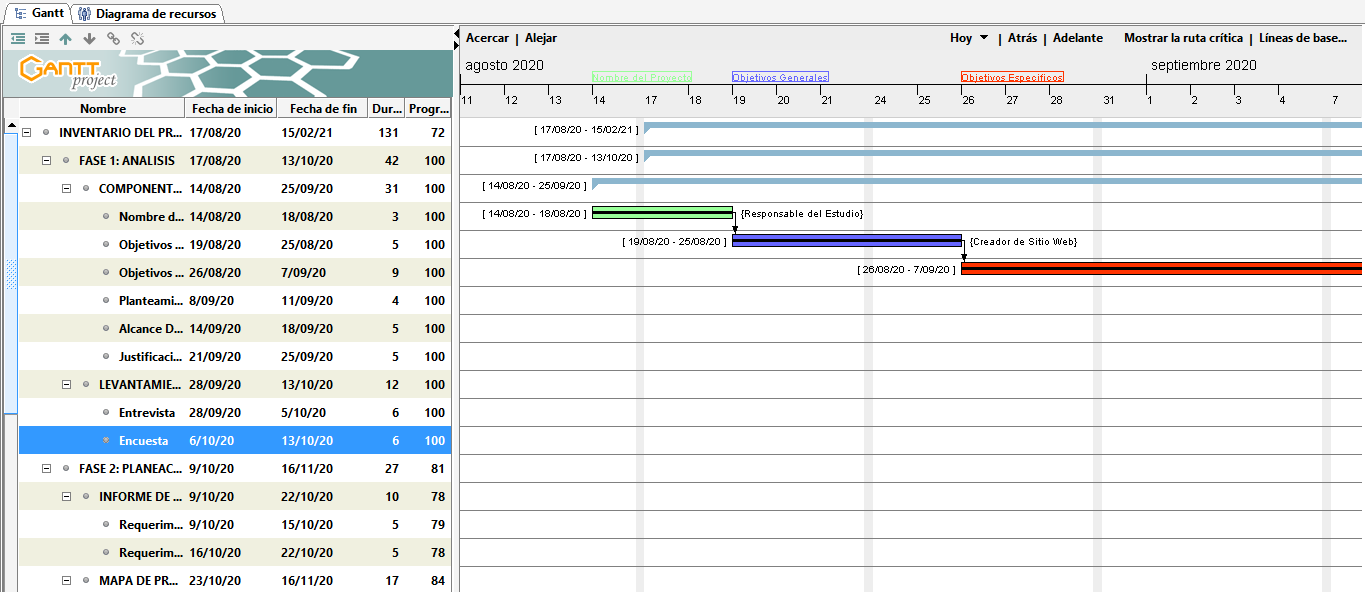 Gantt Diagrama de recursos
Acercar | Alejar Hoy | Atrás | Adelante Mostrar la ruta crítica | Líneas de base...
GANTT
project
agosto 2020 septiembre 2020
Nombre del Proyecto Objetivos Generales Objetivos Especificos
11 12 13 14 17 18 19 20 21 24 25 26 27 28 31 1 2 3 4 7
Nombre Fecha de inicio Fecha de fin Dur... Progr...
INVENTARIO DEL PR... 17/08/20 15/02/21 131 72 [ 17/08/20 - 15/02/21 ]
FASE 1: ANALISIS 17/08/20 13/10/20 42 100 [ 17/08/20 - 13/10/20 ]
COMPONENT... 14/08/20 25/09/20 31 100 [ 14/08/20 - 25/09/20 ]
Nombre d... 14/08/20 18/08/20 3 100 [ 14/08/20 - 18/08/20 ] {Responsable del Estudio}
Objetivos ... 19/08/20 25/08/20 5 100 [ 19/08/20 - 25/08/20 ] {Creador de Sitio Web}
Objetivos ... 26/08/20 7/09/20 9 100 [ 26/08/20 - 7/09/20 ]
Planteami... 8/09/20 11/09/20 4 100
Alcance D... 14/09/20 18/09/20 5 100
Justificaci... 21/09/20 25/09/20 5 100
LEVANTAMIE... 28/09/20 13/10/20 12 100
Entrevista 28/09/20 5/10/20 6 100
Encuesta 6/10/20 13/10/20 6 100
FASE 2: PLANEAC... 9/10/20 16/11/20 27 81
INFORME DE ... 9/10/20 22/10/20 10 78
Requerim... 9/10/20 15/10/20 5 79
Requerim... 16/10/20 22/10/20 5 78
MAPA DE PR... 23/10/20 16/11/20 17 84